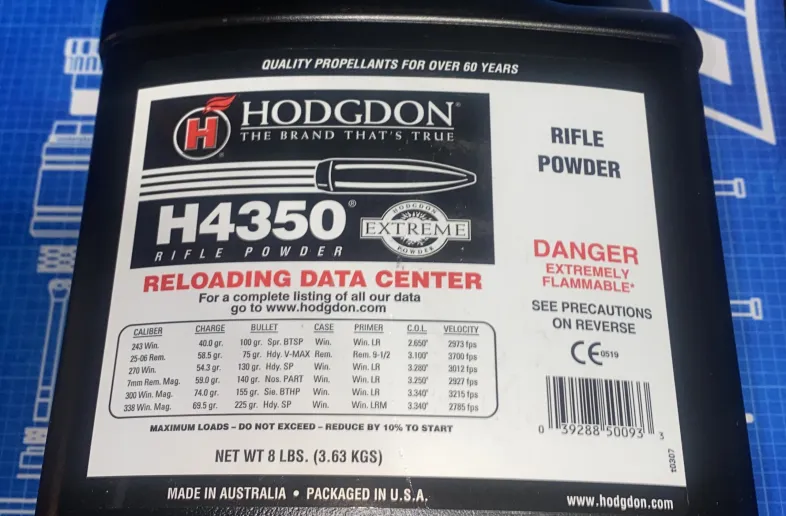 QUALITY PROPELLANTS FOR OVER 60 YEARS
H HODGDON®
THE BRAND THAT'S TRUE
H4350®
RIFLE POWDER
HODGDON
EXTREME
POWDER
RELOADING DATA CENTER
For a complete listing of all our data
go to www.hodgdon.com
CALIBER CHARGE BULLET CASE PRIMER C.O.L. VELOCITY
243 Win. 40.0 gr. 100 gr. Spr. BTSP Win. Win. LR 2.650" 2973 fps
25-06 Rem. 58.5 gr. 75 gr. Hdy. V-MAX Rem. Rem. 9-1/2 3.100" 3700 fps
270 Win. 54.3 gr. 130 gr. Hdy. SP Win. Win. LR 3.280" 3012 fps
7mm Rem. Mag. 59.0 gr. 140 gr. Nos. PART Win. Win. LR 3.250" 2927 fps
300 Win. Mag. 74.0 gr. 155 gr. Sie. BTHP Win. Win. LR 3.340" 3215 fps
338 Win. Mag. 69.5 gr. 225 gr. Hdy. SP Win. Win. LRM 3.340" 2785 fps
MAXIMUM LOADS – DO NOT EXCEED – REDUCE BY 10% TO START
NET WT 8 LBS. (3.63 KGS)
RIFLE
POWDER
DANGER
EXTREMELY
FLAMMABLE*
SEE PRECAUTIONS
ON REVERSE
CE 0519
0 39288 50093 3
t0307
MADE IN AUSTRALIA • PACKAGED IN U.S.A.
www.hodgdon.com